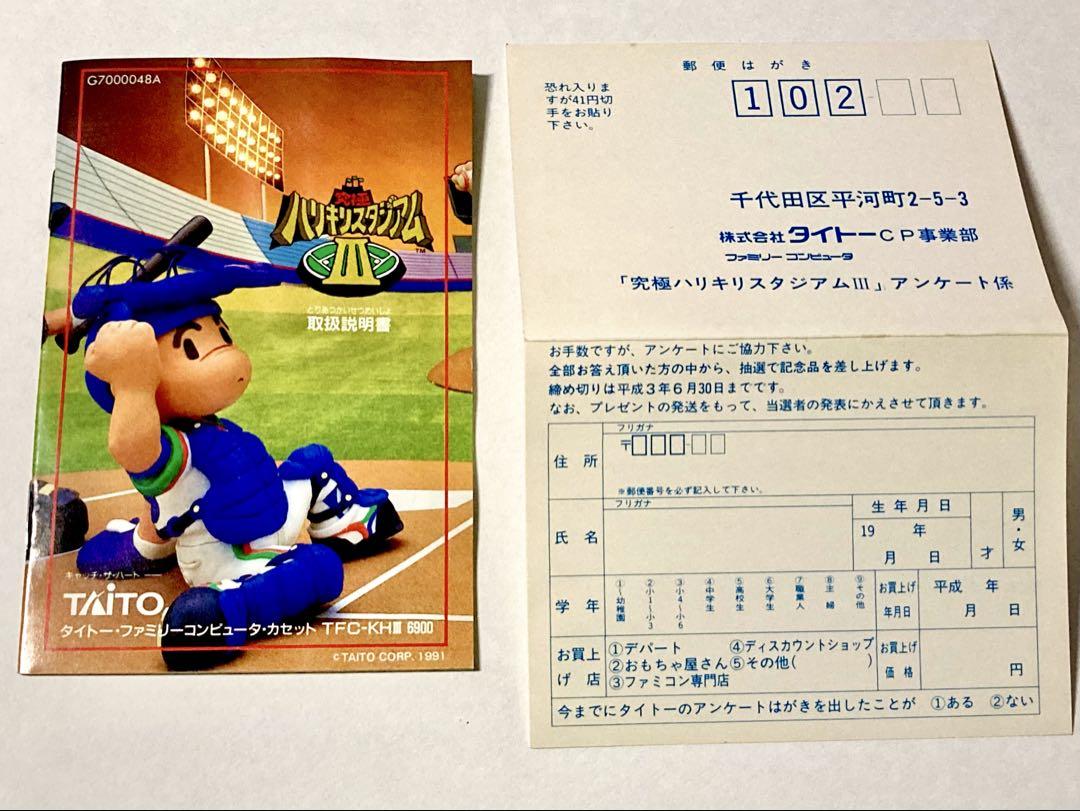 G7000048A
究極
ハリキリスタジアム
III
TM
とりあつかいせつめいしょ
取扱説明書
キャッチ・ザ・ハート
TAITO
タイトー・ファミリーコンピュータ・カセット TFC-KHⅢ 6900
©TAITO CORP. 1991
郵便はがき
恐れ入りま
すが41円切
手をお貼り
下さい。
102-
千代田区平河町2-5-3
株式会社 タイトーCP事業部
ファミリー コンピュータ
「究極ハリキリスタジアムIII」アンケート係
お手数ですが、アンケートにご協力下さい。
全部お答え頂いた方の中から、抽選で記念品を差し上げます。
締め切りは平成3年6月30日までです。
なお、プレゼントの発送をもって、当選者の発表にかえさせて頂きます。
住所
フリガナ
〒
※郵便番号を必ず記入して下さい。
氏名
フリガナ
生年月日
19 年
月 日
才
男・女
学年
①~幼稚園
②小1~小3
③小4~小6
④中学生
⑤高校生
⑥大学生
⑦職業人
⑧主婦
⑨その他
お買上げ
年月日
平成 年
月 日
お買上
げ店
①デパート ④ディスカウントショップ
②おもちゃ屋さん ⑤その他( )
③ファミコン専門店
お買上げ
価格
円
今までにタイトーのアンケートはがきを出したことが ①ある ②ない